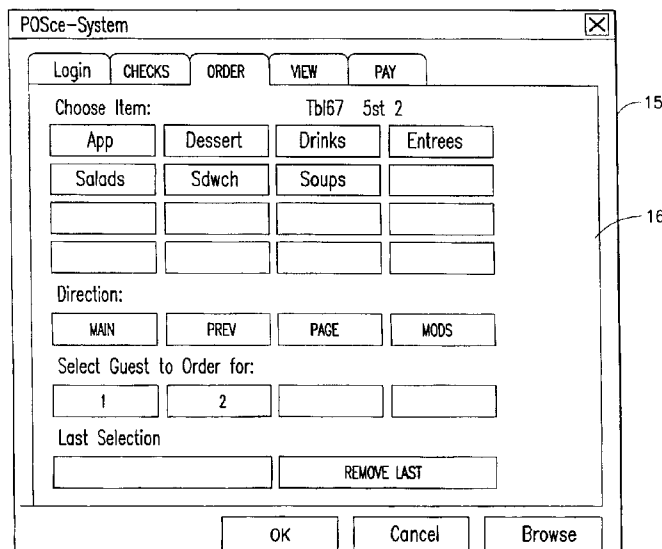 POSce-System
Login CHECKS ORDER VIEW PAY
Choose Item: Tbl67 5st 2
15
App Dessert Drinks Entrees
Salads Sdwch Soups
16
Direction:
MAIN PREV PAGE MODS
Select Guest to Order for:
1 2
Last Selection
REMOVE LAST
OK Cancel Browse